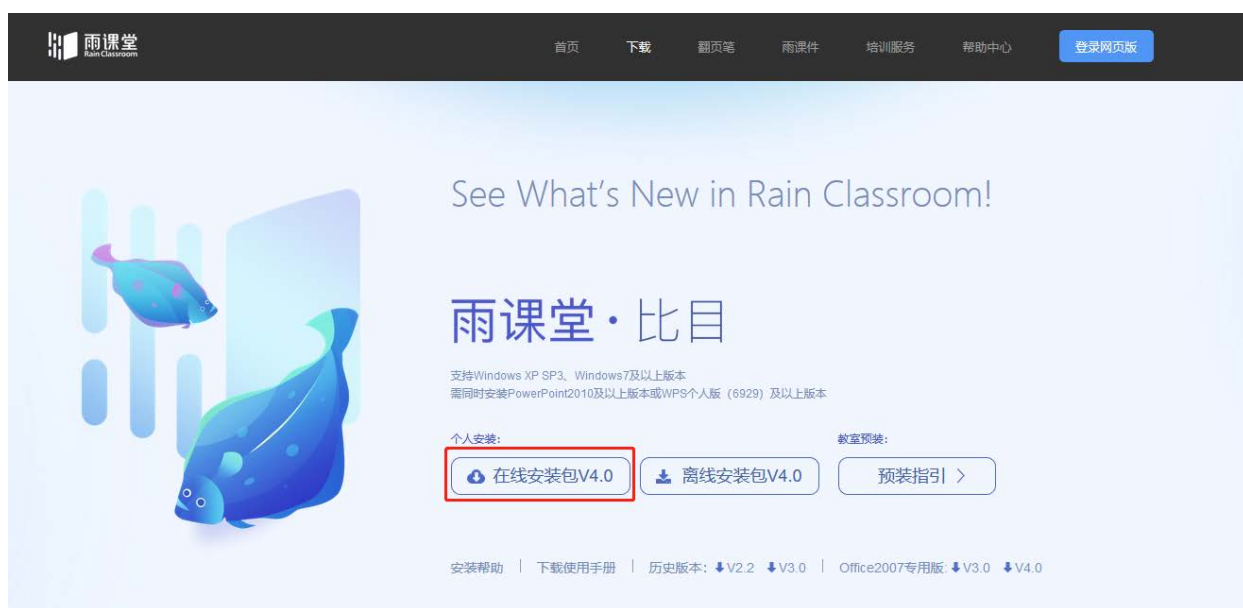 雨课堂
Rain Classroom
首页 下载 翻页笔 雨课件 培训服务 帮助中心 登录网页版
See What's New in Rain Classroom!
雨课堂·比目
支持Windows XP SP3、Windows7及以上版本
需同时安装PowerPoint2010及以上版本或WPS个人版（6929）及以上版本
个人安装: 教室预装:
在线安装包V4.0 离线安装包V4.0 预装指引 >
安装帮助 | 下载使用手册 | 历史版本: V2.2 V3.0 | Office2007专用版: V3.0 V4.0